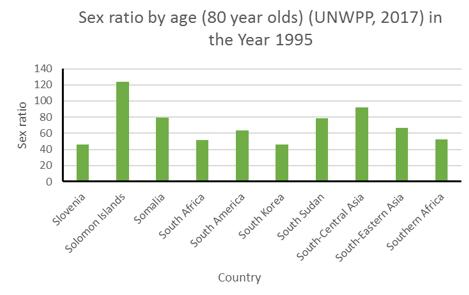 Sex ratio by age (80 year olds) (UNWPP, 2017) in
the Year 1995
140
120
100
80
60
40
20
0
Sex ratio
Slovenia
Solomon Islands
Somalia
South Africa
South America
South Korea
South Sudan
South-Central Asia
South-Eastern Asia
Southern Africa
Country